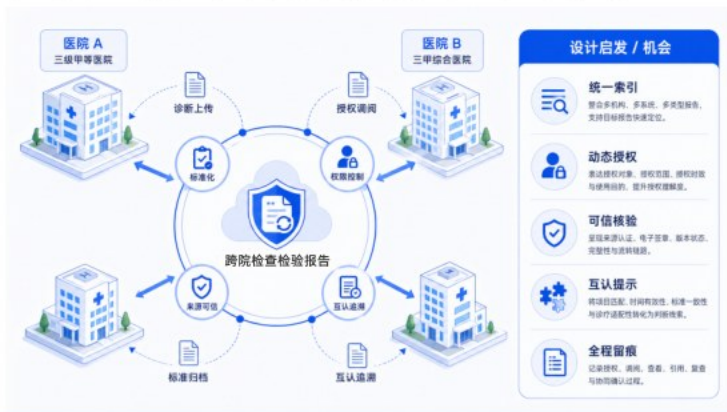 医院 A
三级甲等医院
医院 B
三甲综合医院
诊断上传
授权调阅
标准化
权限控制
跨院检查检验报告
来源可信
互认追溯
标准归档
互认追溯
设计启发 / 机会
统一索引
整合多机构、多系统、多类型报告，
支持目标报告快速定位。
动态授权
表达授权对象、授权范围、授权时效
与使用目的，提升授权理解度。
可信核验
呈现来源认证、电子签章、版本状态、
完整性与流转链路。
互认提示
将项目匹配、时间有效性、标准一致性
与诊疗适配性转化为判断线索。
全程留痕
记录授权、调阅、查看、引用、复查
与协同确认过程。